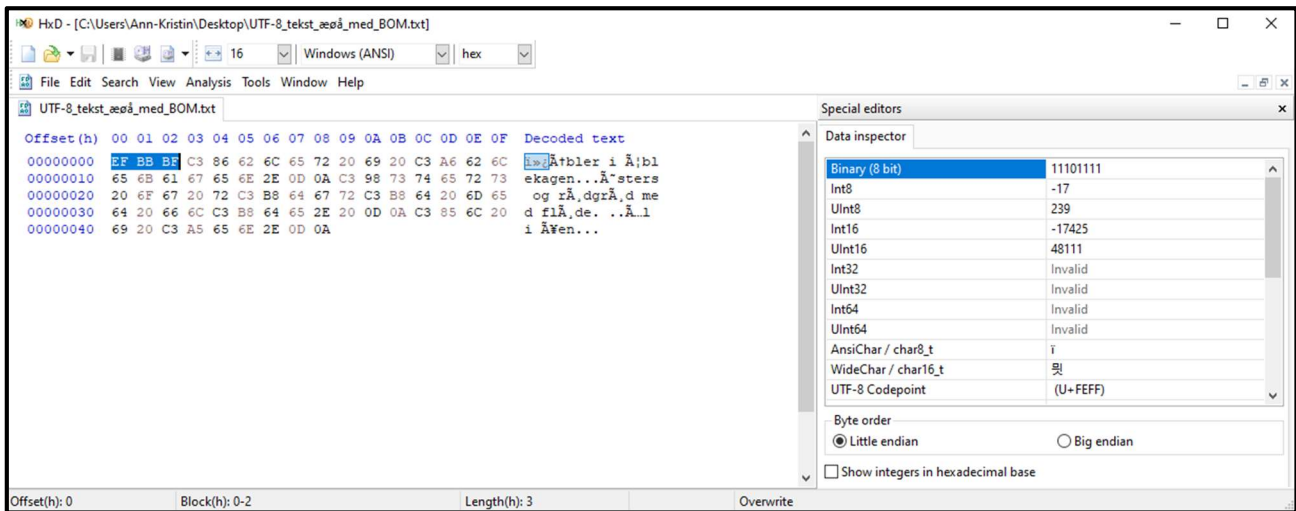 HxD - [C:\Users\Ann-Kristin\Desktop\UTF-8_tekst_æøå_med_BOM.txt]
16 Windows (ANSI) hex
File Edit Search View Analysis Tools Window Help
UTF-8_tekst_æøå_med_BOM.txt
Offset(h) 00 01 02 03 04 05 06 07 08 09 0A 0B 0C 0D 0E 0F Decoded text
00000000 EF BB BF C3 86 62 6C 65 72 20 69 20 C3 A6 62 6C ï»¿Ã†bler i Ã¦bl
00000010 65 6B 61 67 65 6E 2E 0D 0A C3 98 73 74 65 72 73 ekagen...Ã˜sters
00000020 20 6F 67 20 72 C3 B8 64 67 72 C3 B8 64 20 6D 65 og rÃ¸dgrÃ¸d me
00000030 64 20 66 6C C3 B8 64 65 2E 20 0D 0A C3 85 6C 20 d flÃ¸de. ..Ã…l
00000040 69 20 C3 A5 65 6E 2E 0D 0A i Ã¥en...
Special editors
Data inspector
Binary (8 bit) 11101111
Int8 -17
UInt8 239
Int16 -17425
UInt16 48111
Int32 Invalid
UInt32 Invalid
Int64 Invalid
UInt64 Invalid
AnsiChar / char8_t ï
WideChar / char16_t 믯
UTF-8 Codepoint (U+FEFF)
Byte order
Little endian Big endian
Show integers in hexadecimal base
Offset(h): 0 Block(h): 0-2 Length(h): 3 Overwrite